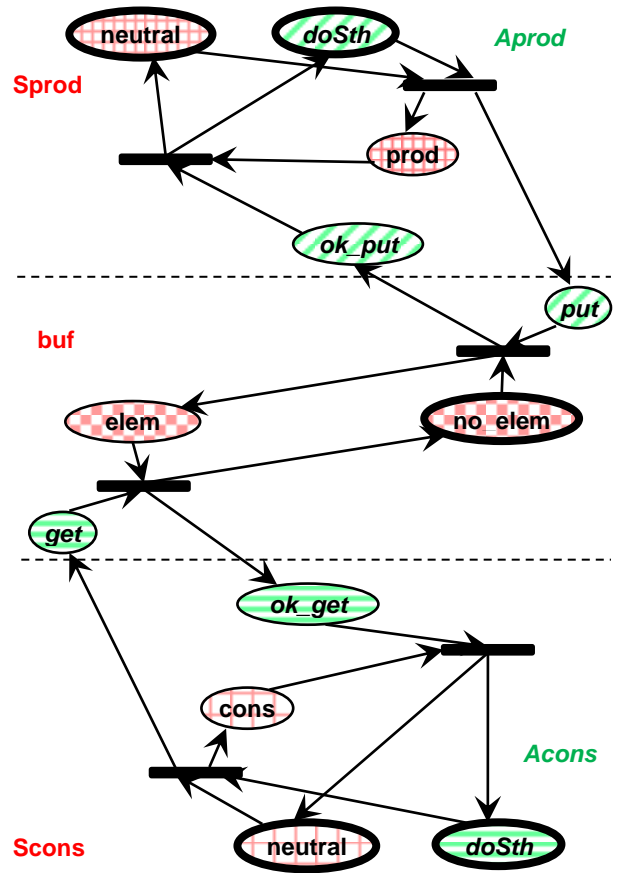 neutral
doSth
Aprod
Sprod
prod
ok_put
put
buf
elem
no_elem
get
ok_get
cons
Acons
Scons
neutral
doSth